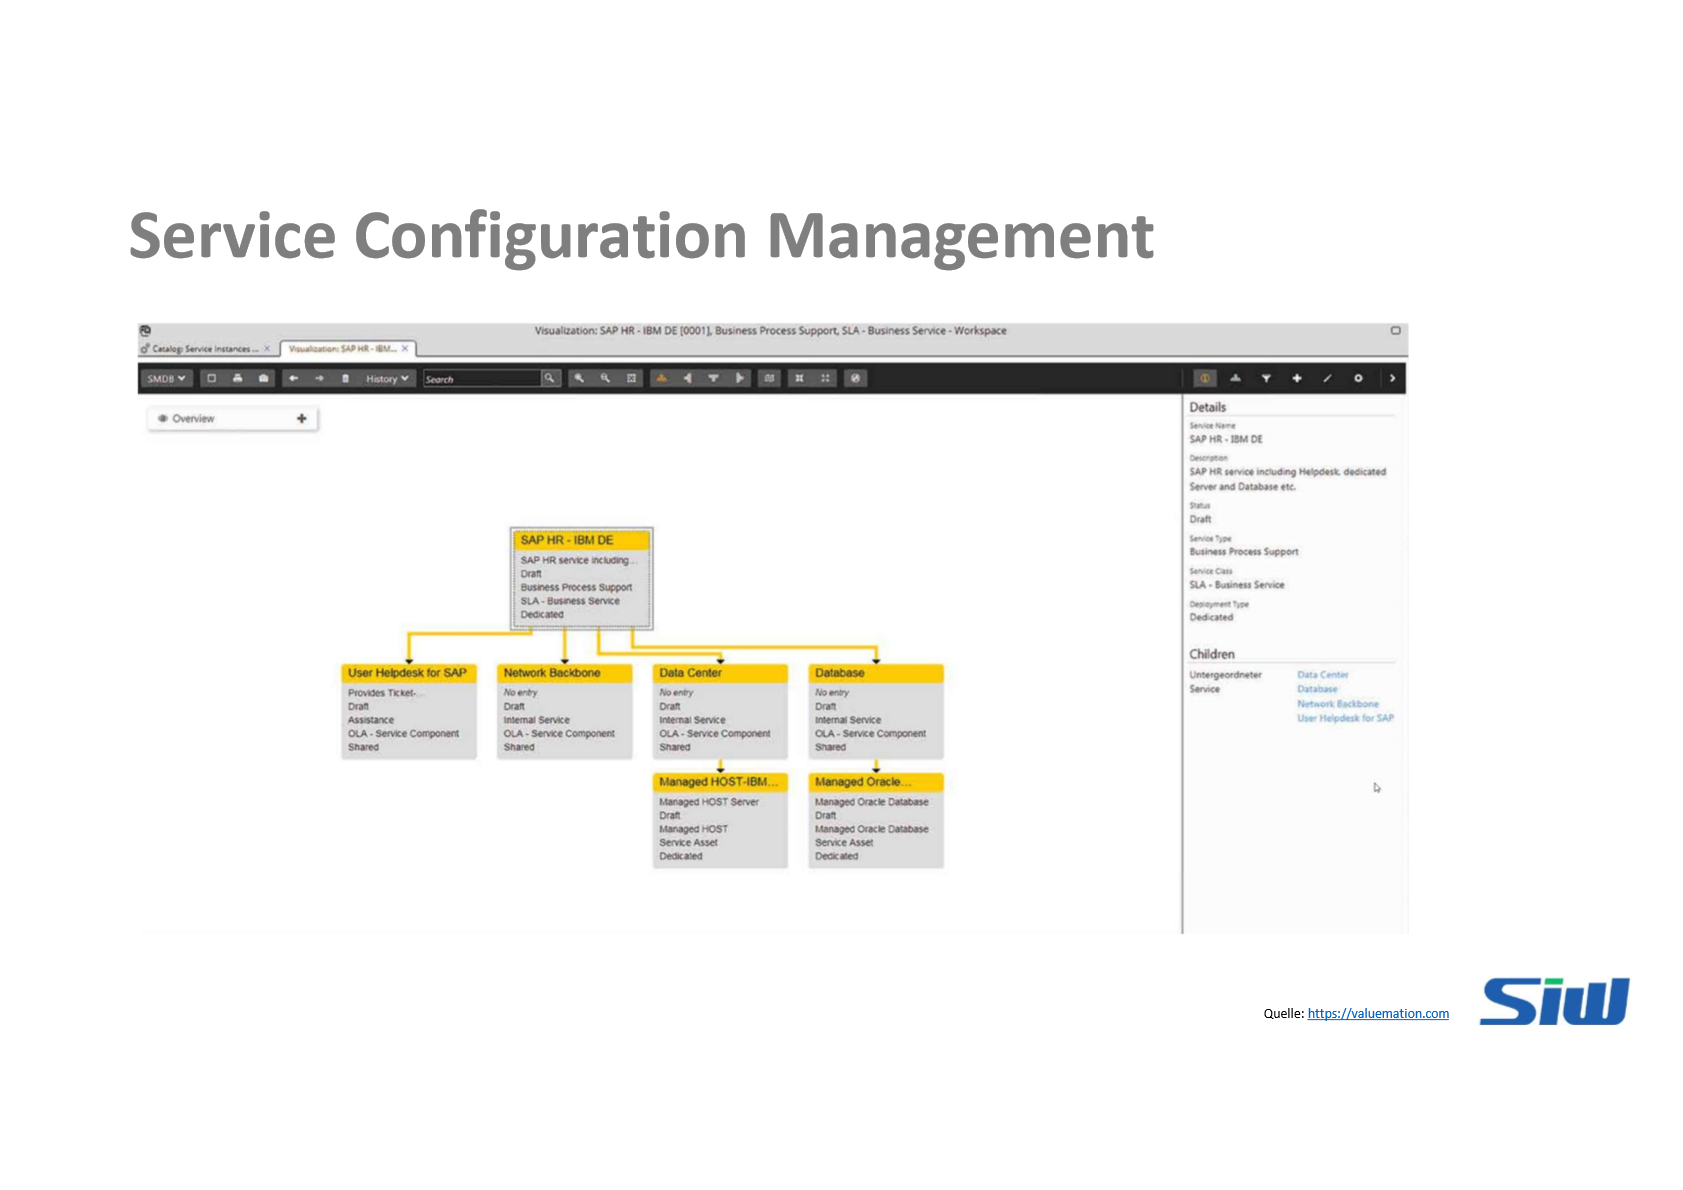 Service Configuration Management
Visualization: SAP HR - IBM DE [0001], Business Process Support, SLA - Business Service - Workspace
Catalog: Service Instances ... ×
Visualization: SAP HR - IBM... ×
SMDB
History
Search
Overview
SAP HR - IBM DE
SAP HR service including...
Draft
Business Process Support
SLA - Business Service
Dedicated
User Helpdesk for SAP
Provides Ticket-...
Draft
Assistance
OLA - Service Component
Shared
Network Backbone
No entry
Draft
Internal Service
OLA - Service Component
Shared
Data Center
No entry
Draft
Internal Service
OLA - Service Component
Shared
Database
No entry
Draft
Internal Service
OLA - Service Component
Shared
Managed HOST-IBM...
Managed HOST Server
Draft
Managed HOST
Service Asset
Dedicated
Managed Oracle...
Managed Oracle Database
Draft
Managed Oracle Database
Service Asset
Dedicated
Details
Service Name
SAP HR - IBM DE
Description
SAP HR service including Helpdesk, dedicated
Server and Database etc.
Status
Draft
Service Type
Business Process Support
Service Class
SLA - Business Service
Deployment Type
Dedicated
Children
Untergeordneter
Service
Data Center
Database
Network Backbone
User Helpdesk for SAP
Quelle: https://valuemation.com
Siw